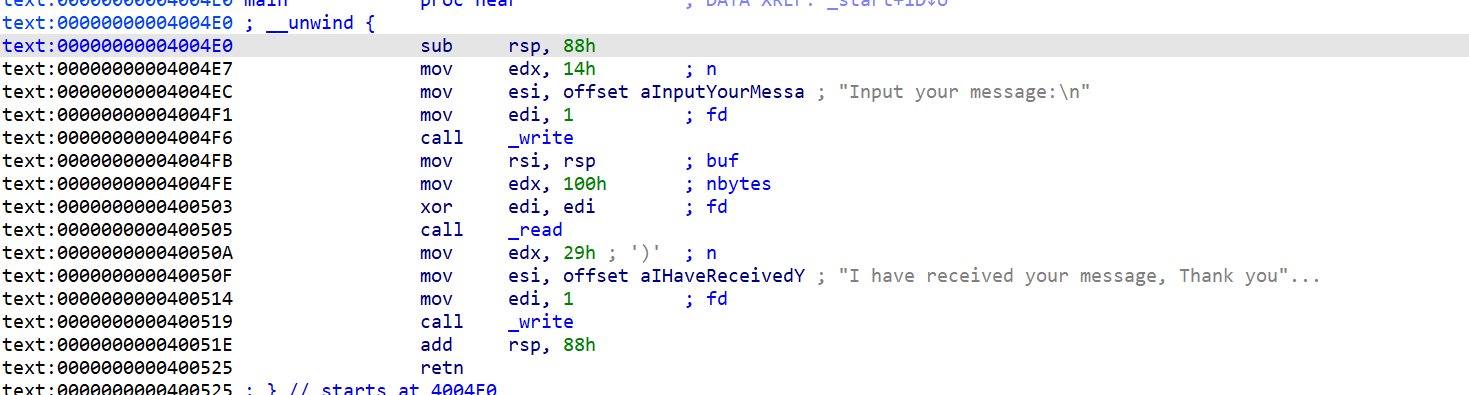 text:00000000004004E0 main proc near ; DATA XREF: _start+1D↓o
text:00000000004004E0 ; __unwind {
text:00000000004004E0 sub rsp, 88h
text:00000000004004E7 mov edx, 14h ; n
text:00000000004004EC mov esi, offset aInputYourMessa ; "Input your message:\n"
text:00000000004004F1 mov edi, 1 ; fd
text:00000000004004F6 call _write
text:00000000004004FB mov rsi, rsp ; buf
text:00000000004004FE mov edx, 100h ; nbytes
text:0000000000400503 xor edi, edi ; fd
text:0000000000400505 call _read
text:000000000040050A mov edx, 29h ; ')' ; n
text:000000000040050F mov esi, offset aIHaveReceivedY ; "I have received your message, Thank you"...
text:0000000000400514 mov edi, 1 ; fd
text:0000000000400519 call _write
text:000000000040051E add rsp, 88h
text:0000000000400525 retn
text:0000000000400525 ; } // starts at 4004E0